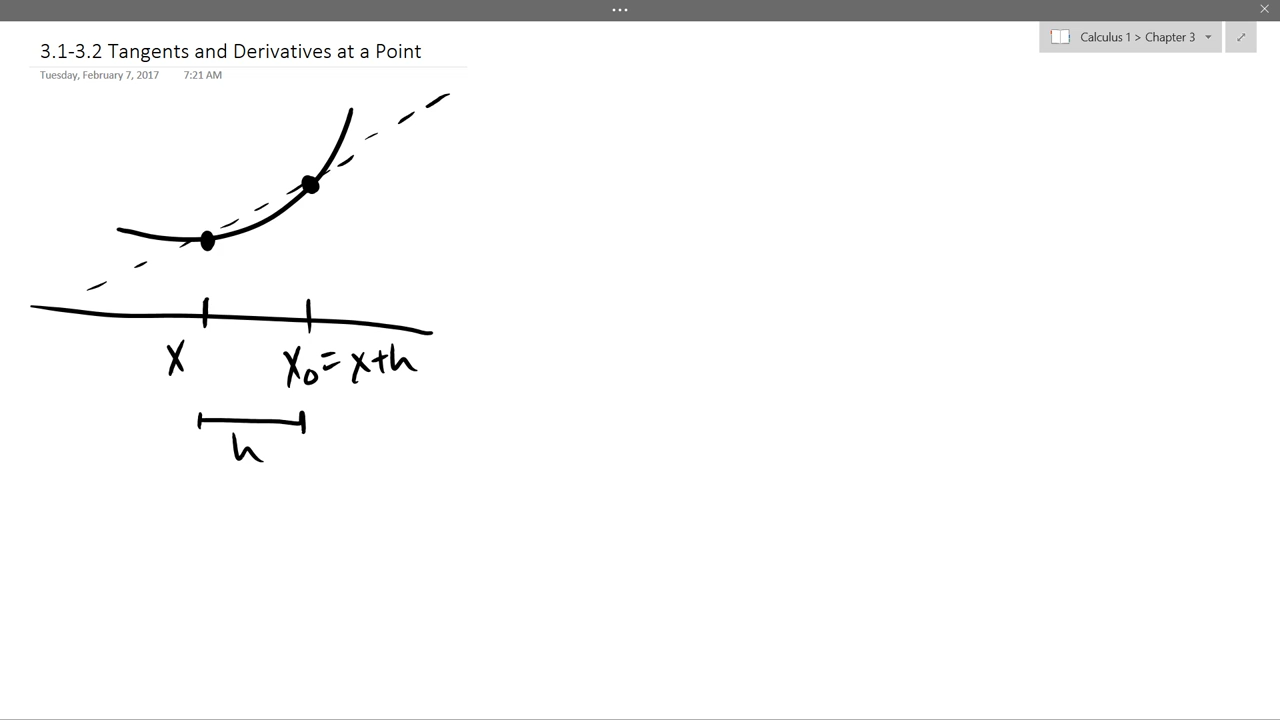 3.1-3.2 Tangents and Derivatives at a Point
Tuesday, February 7, 2017 7:21 AM
Calculus 1 > Chapter 3
x
x₀ = x+h
h